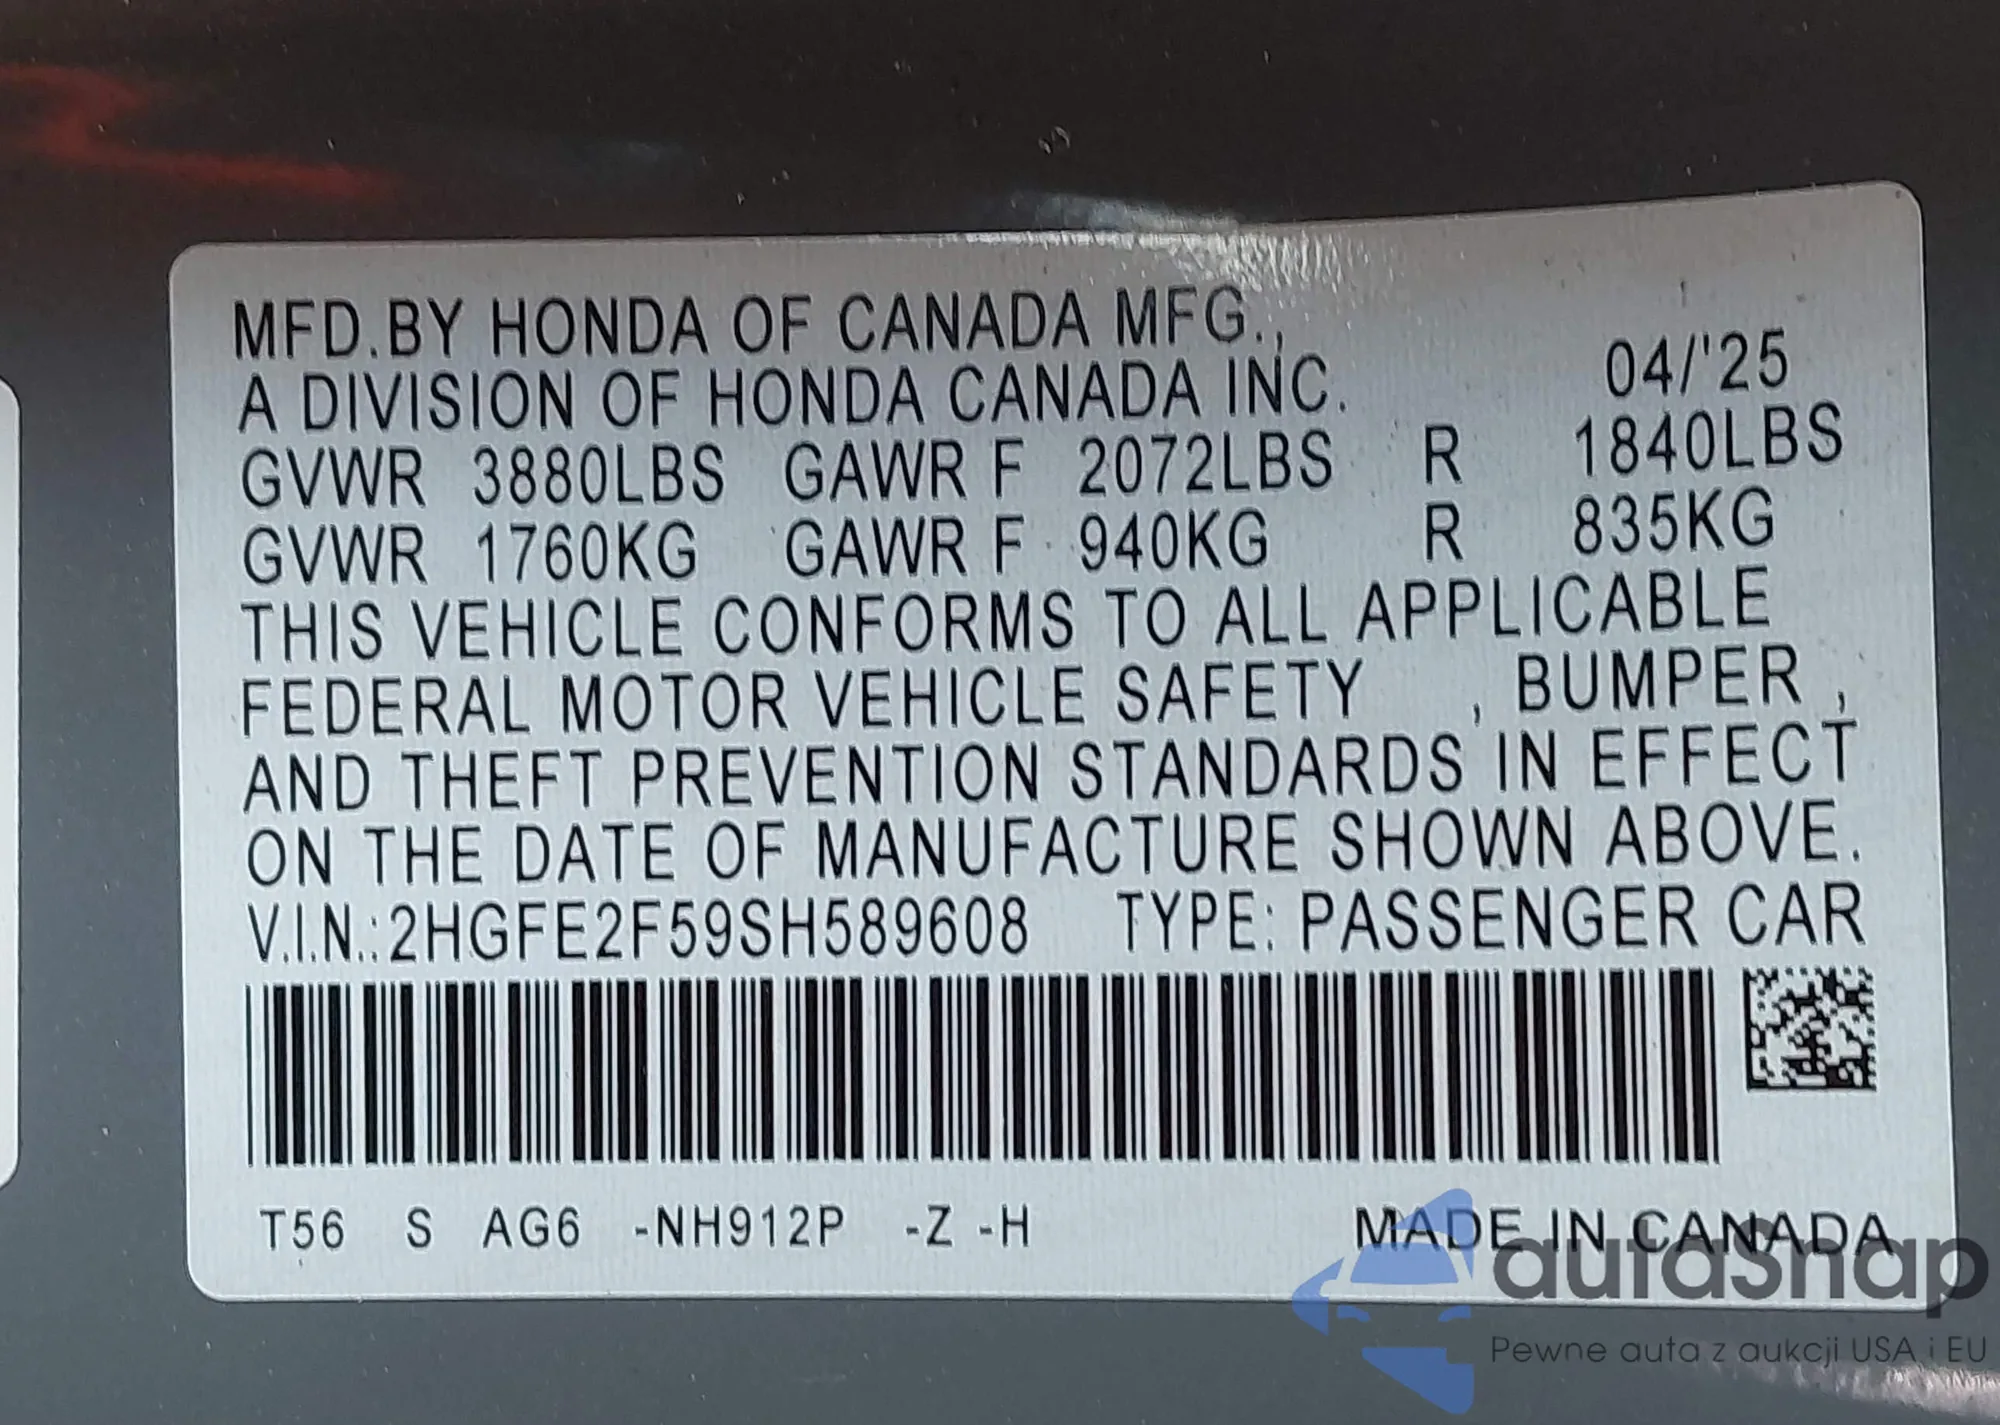 MFD.BY HONDA OF CANADA MFG.,
A DIVISION OF HONDA CANADA INC. 04/'25
GVWR 3880LBS GAWR F 2072LBS R 1840LBS
GVWR 1760KG GAWR F 940KG R 835KG
THIS VEHICLE CONFORMS TO ALL APPLICABLE
FEDERAL MOTOR VEHICLE SAFETY , BUMPER ,
AND THEFT PREVENTION STANDARDS IN EFFECT
ON THE DATE OF MANUFACTURE SHOWN ABOVE.
V.I.N.:2HGFE2F59SH589608 TYPE: PASSENGER CAR
T56 S AG6 -NH912P -Z -H MADE IN CANADA
autaSnap
Pewne auta z aukcji USA i EU